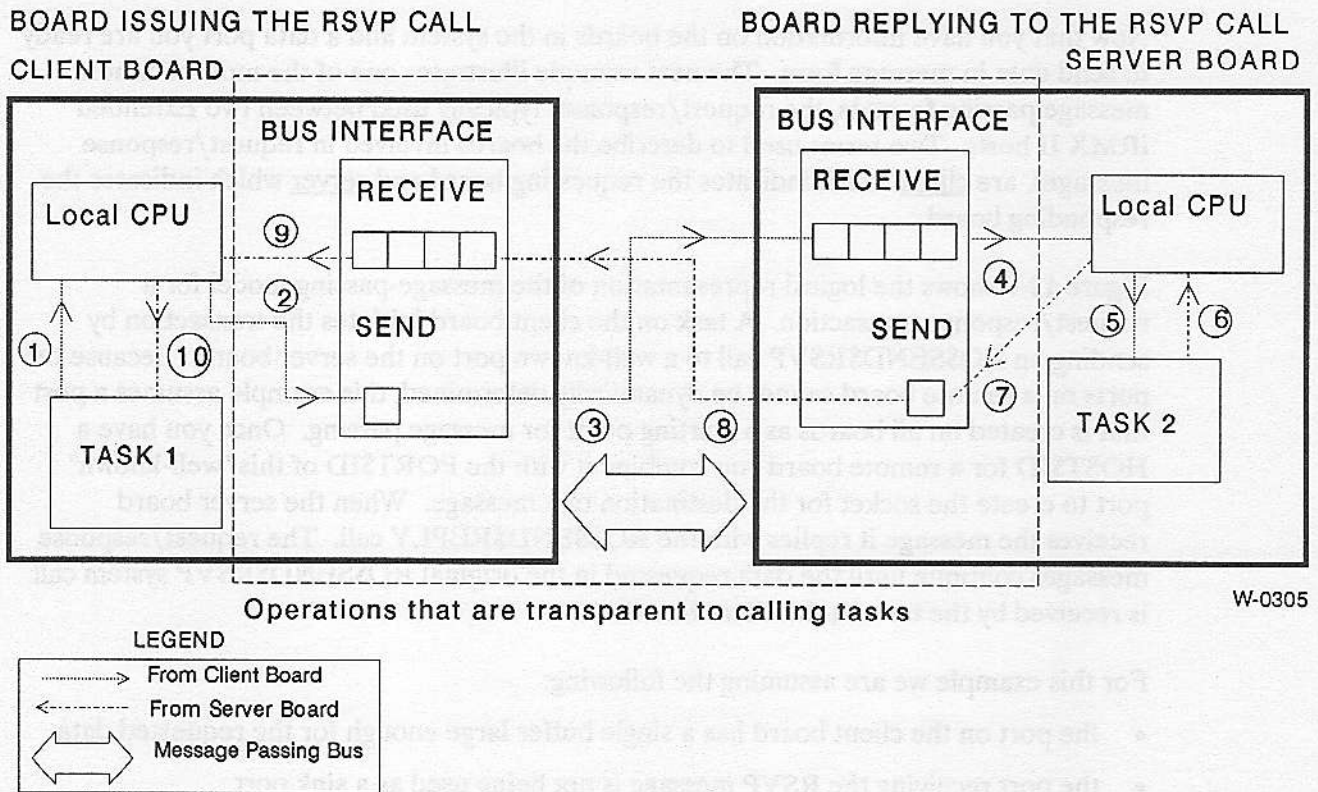 BOARD ISSUING THE RSVP CALL
CLIENT BOARD
BOARD REPLYING TO THE RSVP CALL
SERVER BOARD
BUS INTERFACE
RECEIVE
Local CPU
9
2
SEND
1
10
TASK 1
BUS INTERFACE
RECEIVE
Local CPU
4
SEND
5
6
7
TASK 2
3
8
Operations that are transparent to calling tasks
W-0305
LEGEND
From Client Board
From Server Board
Message Passing Bus